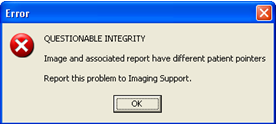 Error
QUESTIONABLE INTEGRITY
Image and associated report have different patient pointers
Report this problem to Imaging Support.
OK